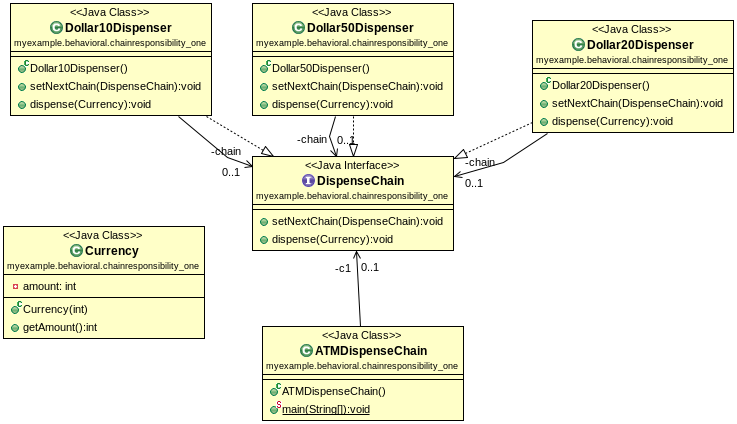 <<Java Class>>
Dollar10Dispenser
myexample.behavioral.chainresponsibility_one
Dollar10Dispenser()
setNextChain(DispenseChain):void
dispense(Currency):void
<<Java Class>>
Dollar50Dispenser
myexample.behavioral.chainresponsibility_one
Dollar50Dispenser()
setNextChain(DispenseChain):void
dispense(Currency):void
<<Java Class>>
Dollar20Dispenser
myexample.behavioral.chainresponsibility_one
Dollar20Dispenser()
setNextChain(DispenseChain):void
dispense(Currency):void
-chain
0..1
-chain
0..1
-chain
0..1
<<Java Interface>>
DispenseChain
myexample.behavioral.chainresponsibility_one
setNextChain(DispenseChain):void
dispense(Currency):void
<<Java Class>>
Currency
myexample.behavioral.chainresponsibility_one
amount: int
Currency(int)
getAmount():int
-c1
0..1
<<Java Class>>
ATMDispenseChain
myexample.behavioral.chainresponsibility_one
ATMDispenseChain()
main(String[]):void